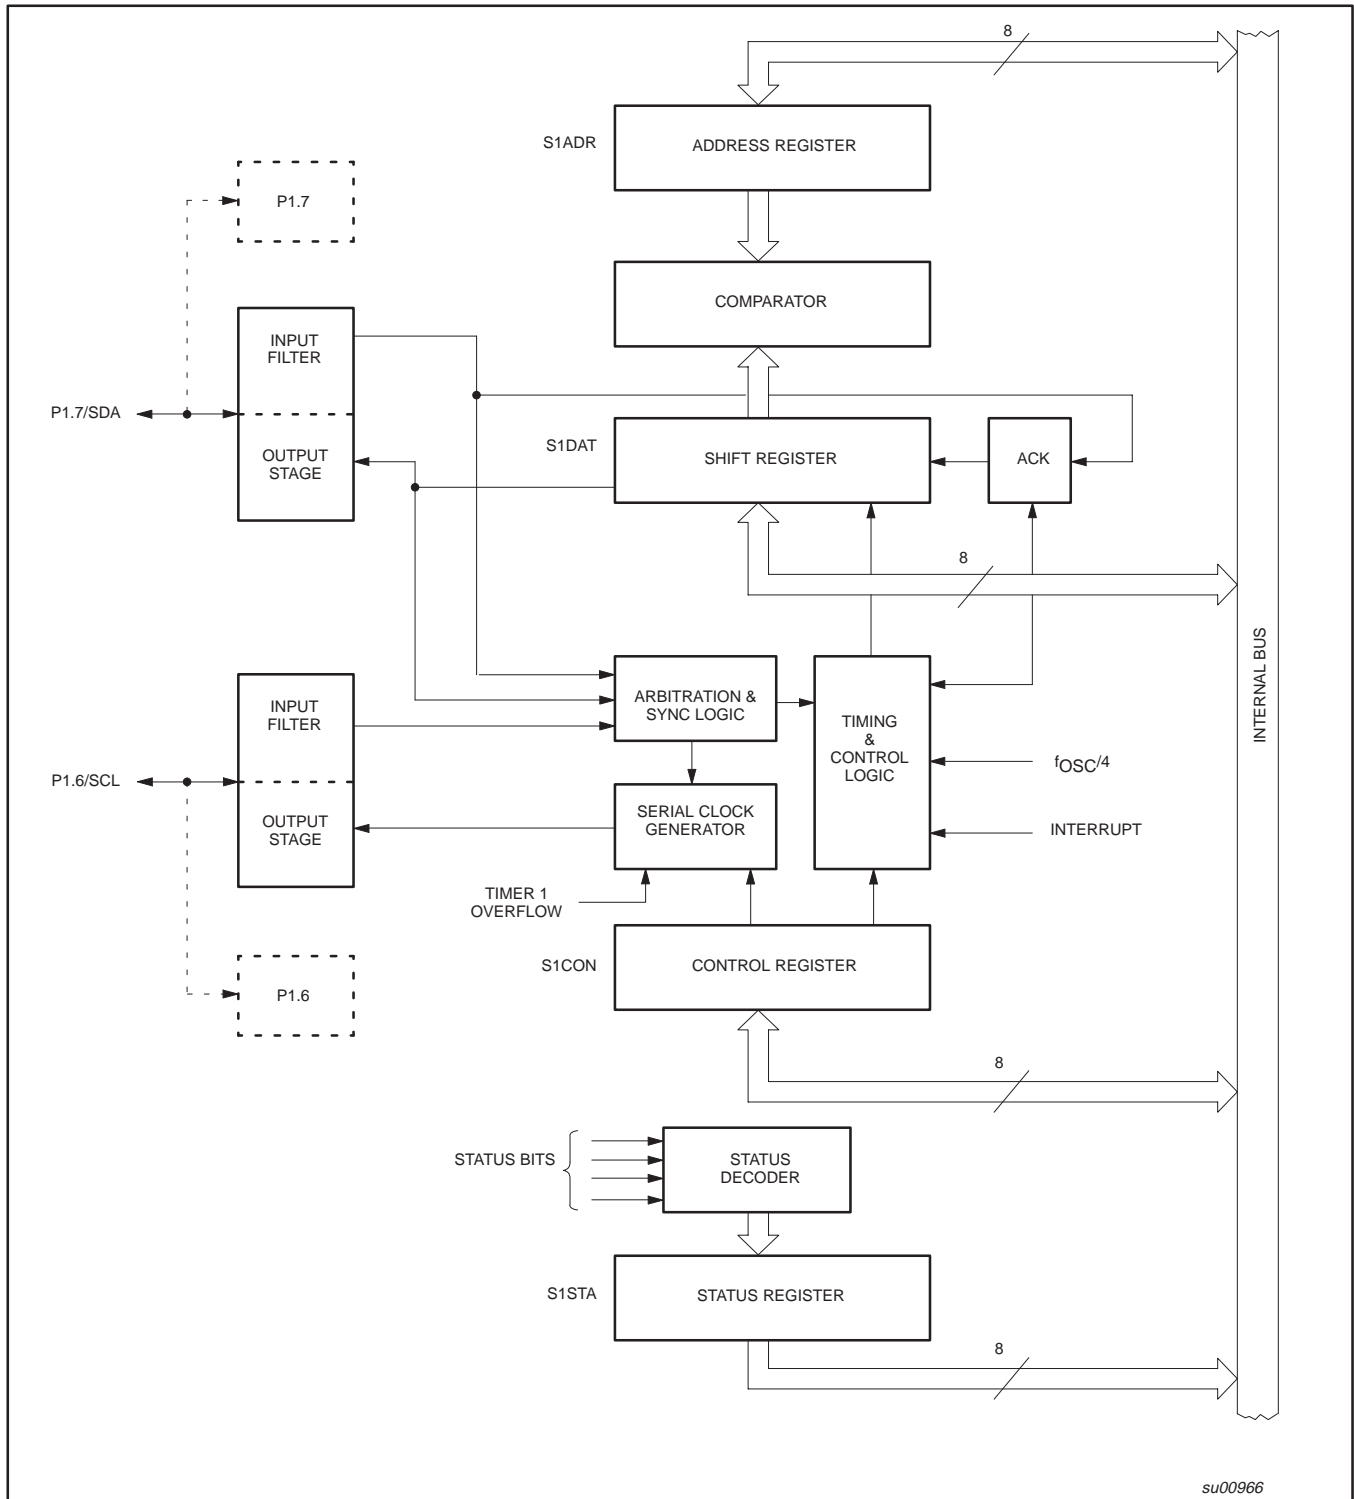 8
S1ADR
ADDRESS REGISTER
P1.7
COMPARATOR
INPUT
FILTER
P1.7/SDA
OUTPUT
STAGE
S1DAT
SHIFT REGISTER
ACK
8
INTERNAL BUS
INPUT
FILTER
ARBITRATION &
SYNC LOGIC
TIMING
&
CONTROL
LOGIC
fOSC/4
P1.6/SCL
OUTPUT
STAGE
SERIAL CLOCK
GENERATOR
INTERRUPT
TIMER 1
OVERFLOW
S1CON
CONTROL REGISTER
P1.6
8
STATUS BITS
STATUS
DECODER
S1STA
STATUS REGISTER
8
su00966